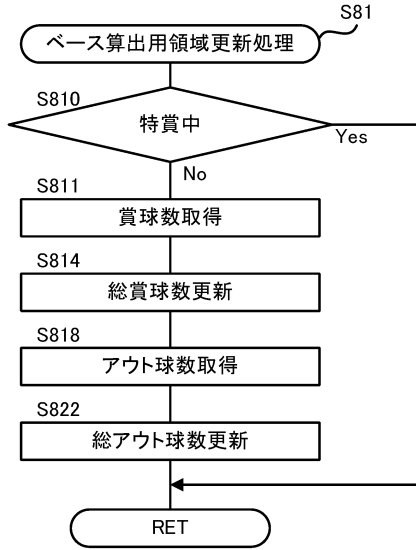 S81
ベース算出用領域更新処理
S810
特賞中
Yes
No
S811
賞球数取得
S814
総賞球数更新
S818
アウト球数取得
S822
総アウト球数更新
RET